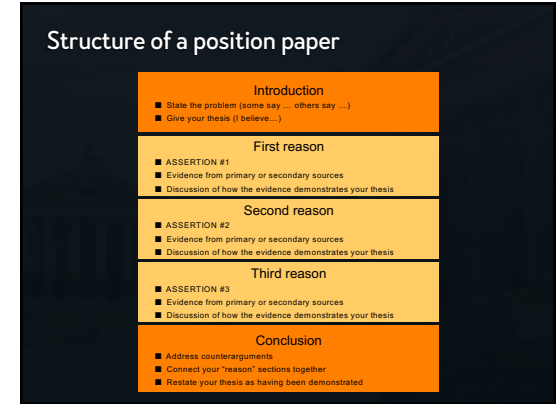 Structure of a position paper
Introduction
■ State the problem (some say … others say …)
■ Give your thesis (I believe…)
First reason
■ ASSERTION #1
■ Evidence from primary or secondary sources
■ Discussion of how the evidence demonstrates your thesis
Second reason
■ ASSERTION #2
■ Evidence from primary or secondary sources
■ Discussion of how the evidence demonstrates your thesis
Third reason
■ ASSERTION #3
■ Evidence from primary or secondary sources
■ Discussion of how the evidence demonstrates your thesis
Conclusion
■ Address counterarguments
■ Connect your “reason” sections together
■ Restate your thesis as having been demonstrated